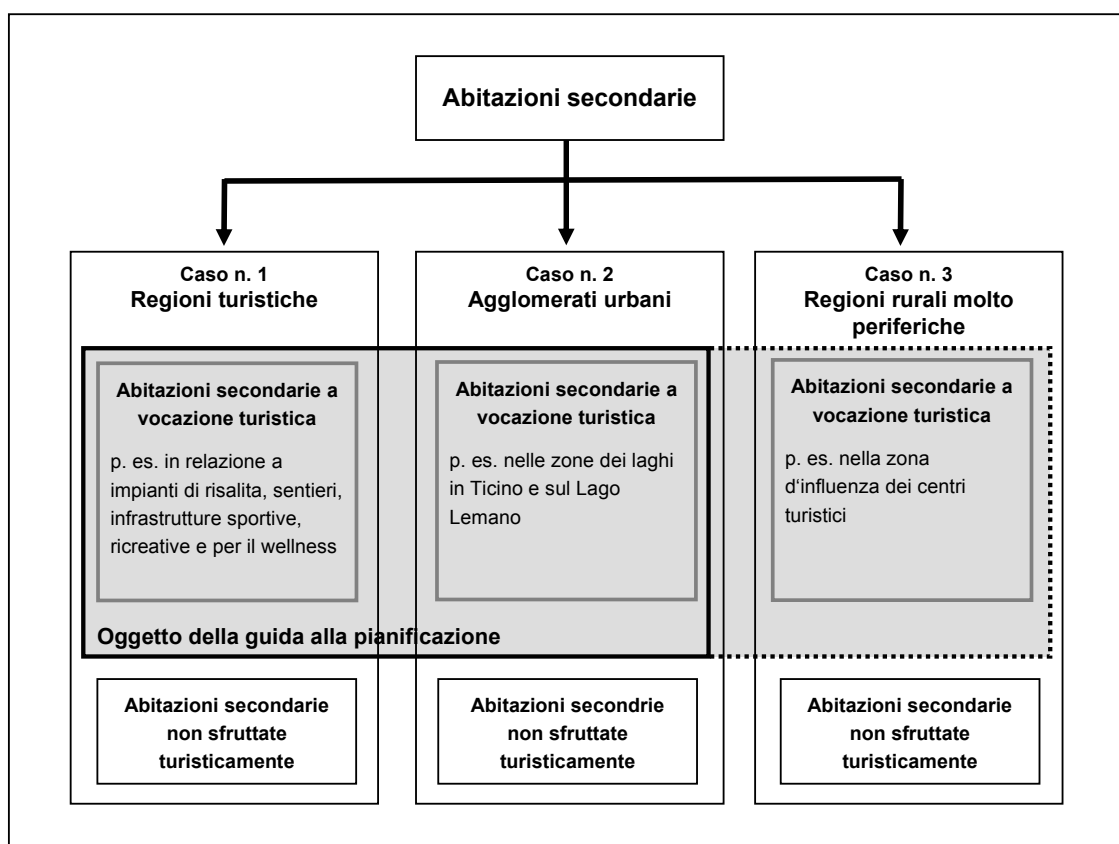 Abitazioni secondarie
Caso n. 1
Regioni turistiche
Abitazioni secondarie a
vocazione turistica
p. es. in relazione a
impianti di risalita, sentieri,
infrastrutture sportive,
ricreative e per il wellness
Caso n. 2
Agglomerati urbani
Abitazioni secondarie a
vocazione turistica
p. es. nelle zone dei laghi
in Ticino e sul Lago
Lemano
Caso n. 3
Regioni rurali molto
periferiche
Abitazioni secondarie a
vocazione turistica
p. es. nella zona
d‘influenza dei centri
turistici
Oggetto della guida alla pianificazione
Abitazioni secondarie
non sfruttate
turisticamente
Abitazioni secondrie
non sfruttate
turisticamente
Abitazioni secondarie
non sfruttate
turisticamente